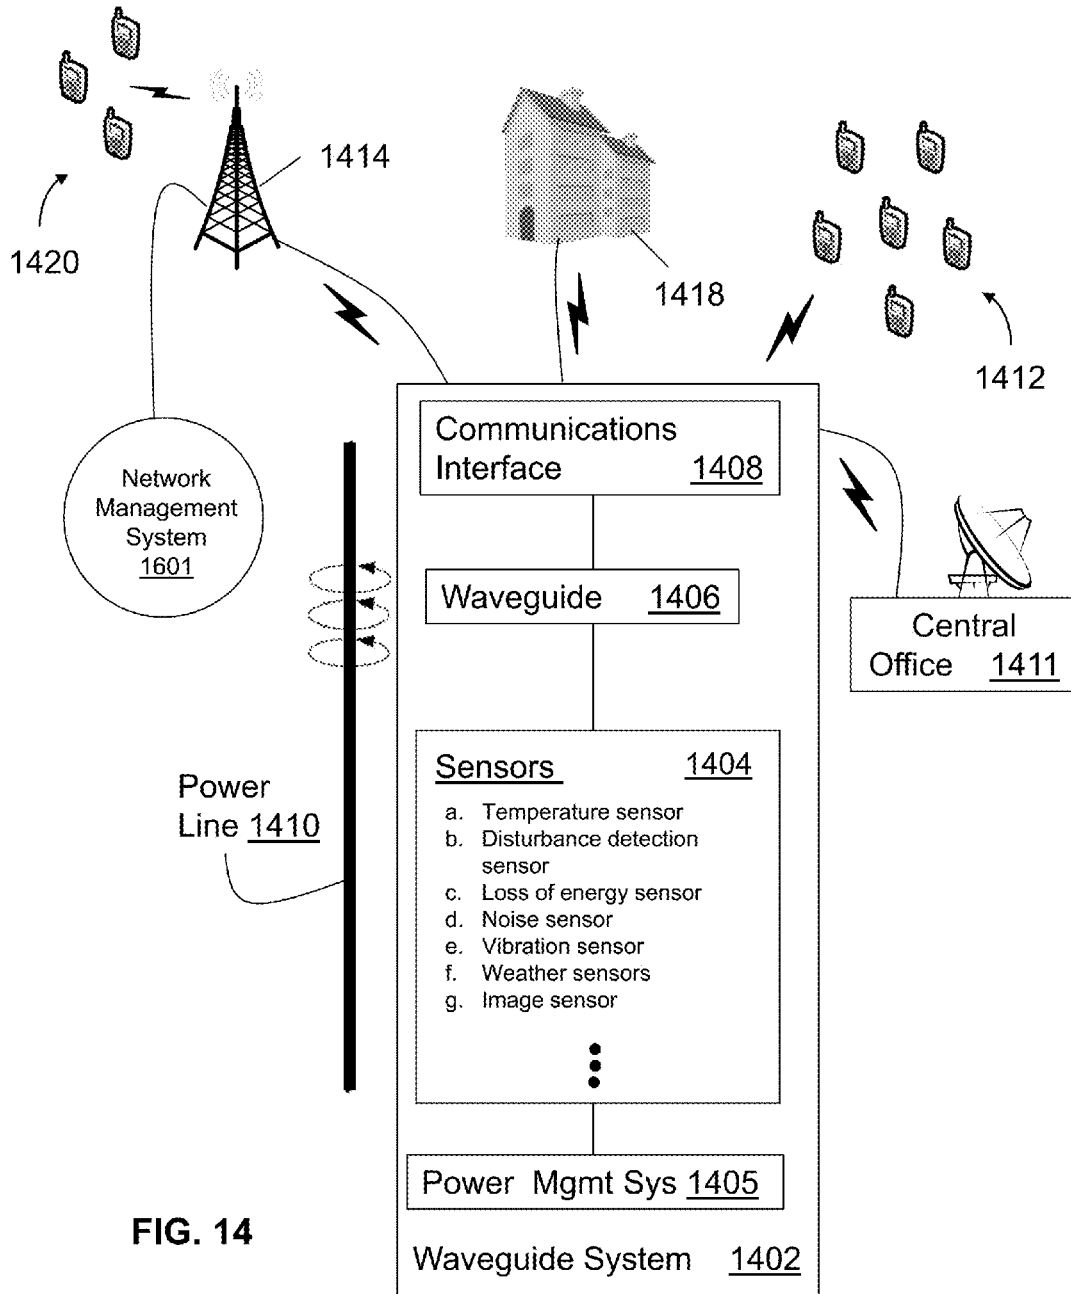 1414
1420
1418
1412
Communications
Interface 1408
Network
Management
System
1601
Waveguide 1406
Central
Office 1411
Sensors 1404
a. Temperature sensor
b. Disturbance detection
sensor
c. Loss of energy sensor
d. Noise sensor
e. Vibration sensor
f. Weather sensors
g. Image sensor
Power
Line 1410
Power Mgmt Sys 1405
FIG. 14
Waveguide System 1402